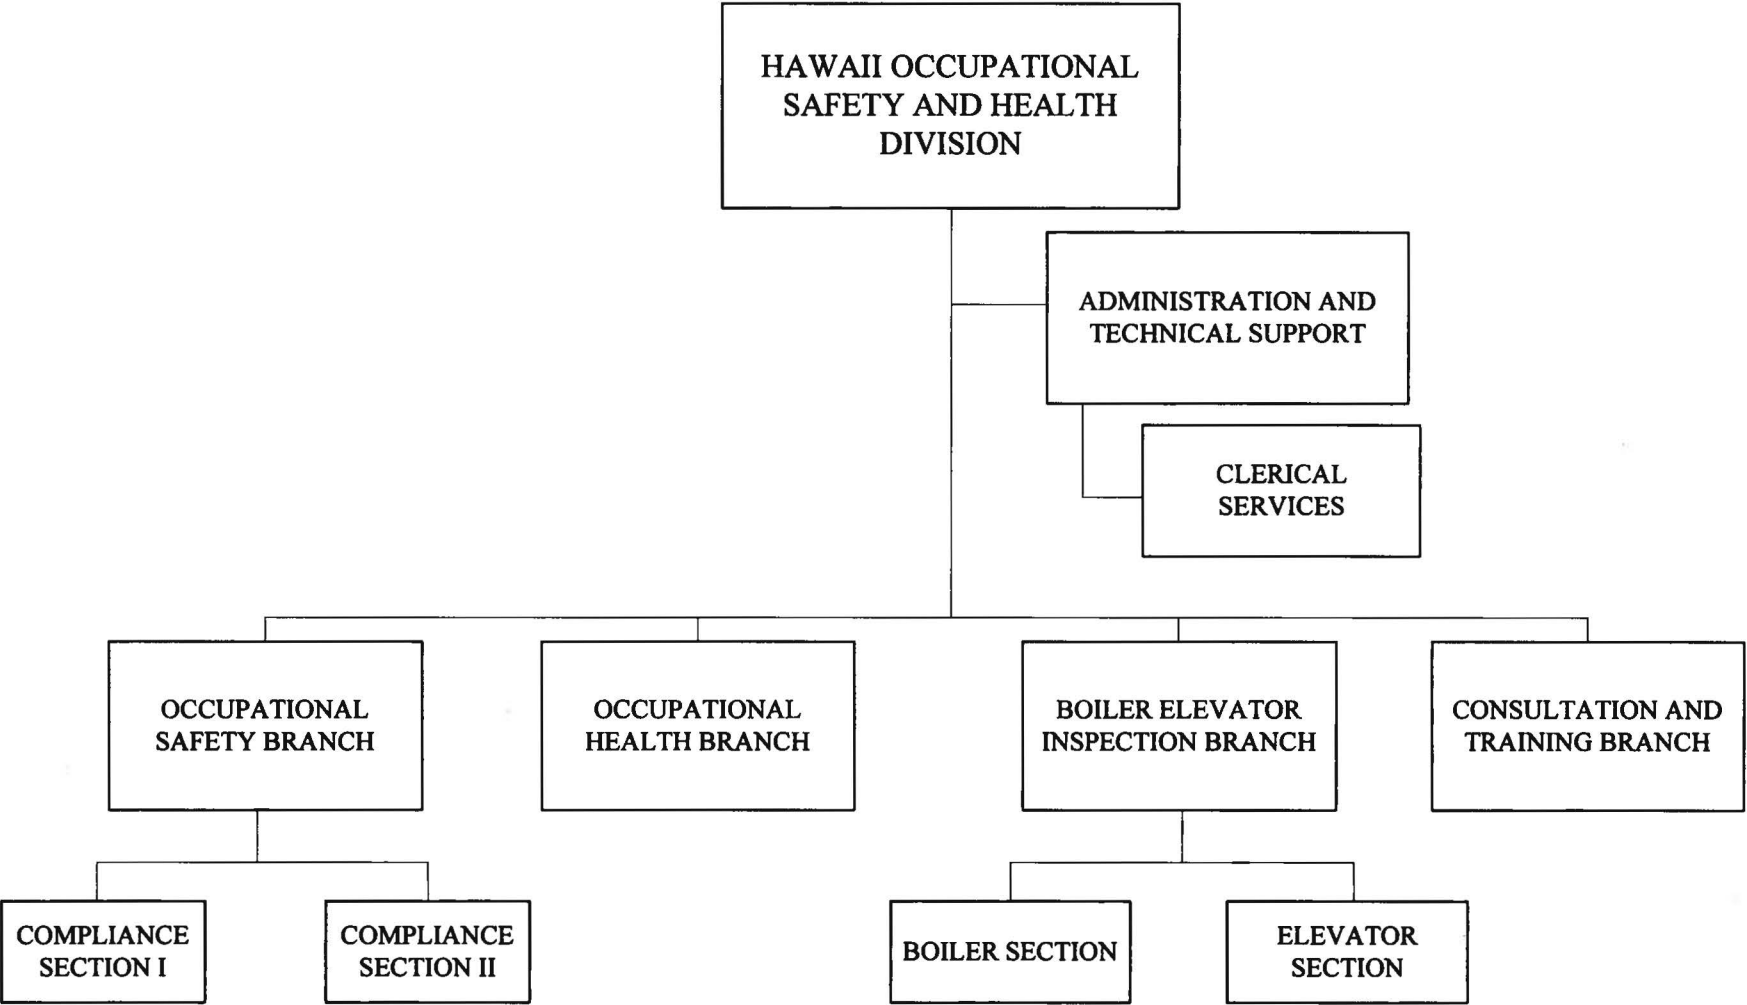 HAWAII OCCUPATIONAL
SAFETY AND HEALTH
DIVISION
ADMINISTRATION AND
TECHNICAL SUPPORT
CLERICAL
SERVICES
OCCUPATIONAL
SAFETY BRANCH
OCCUPATIONAL
HEALTH BRANCH
BOILER ELEVATOR
INSPECTION BRANCH
CONSULTATION AND
TRAINING BRANCH
COMPLIANCE
SECTION I
COMPLIANCE
SECTION II
BOILER SECTION
ELEVATOR
SECTION